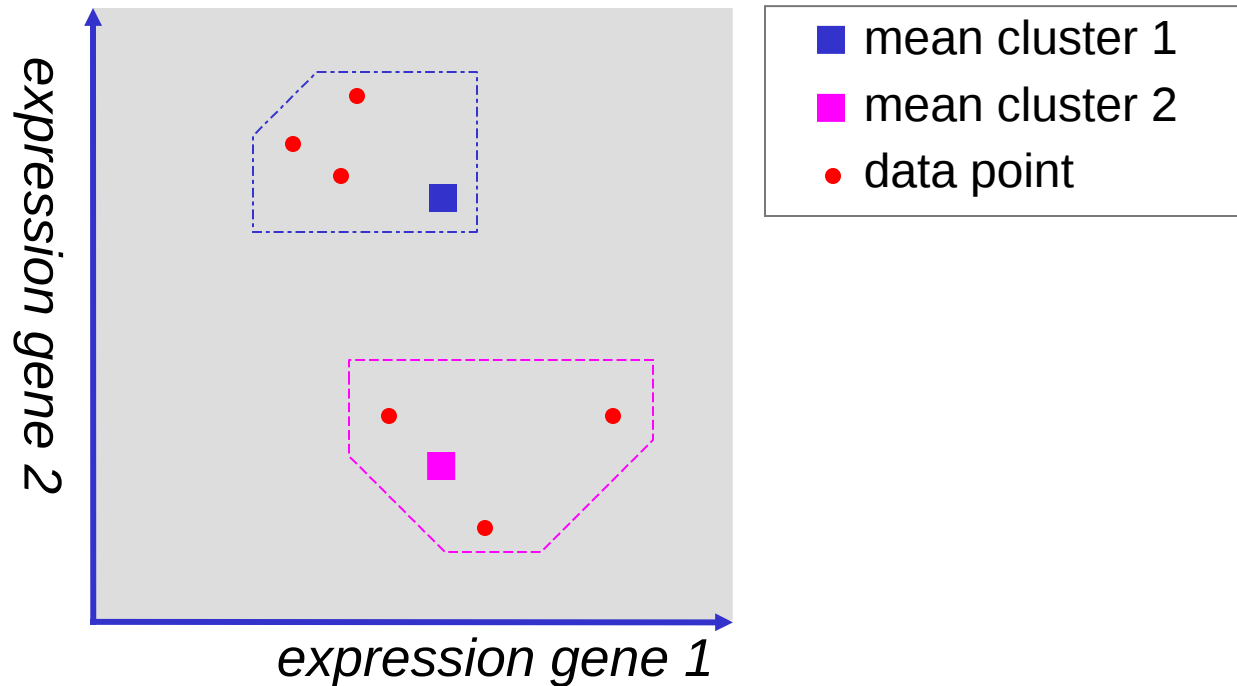 expression gene 2
mean cluster 1
mean cluster 2
data point
expression gene 1